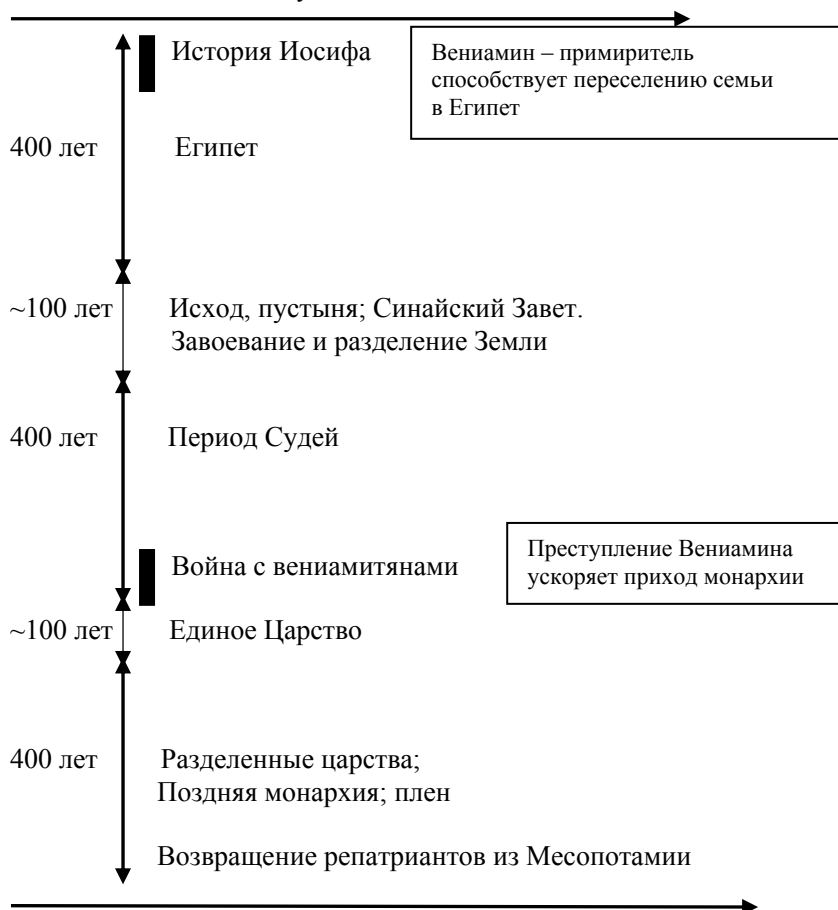 История Иосифа
Вениамин – примиритель
способствует переселению семьи
в Египет
400 лет
Египет
~100 лет
Исход, пустыня; Синайский Завет.
Завоевание и разделение Земли
400 лет
Период Судей
Война с вениамитянами
Преступление Вениамина
ускоряет приход монархии
~100 лет
Единое Царство
400 лет
Разделенные царства;
Поздняя монархия; плен
Возвращение репатриантов из Месопотамии